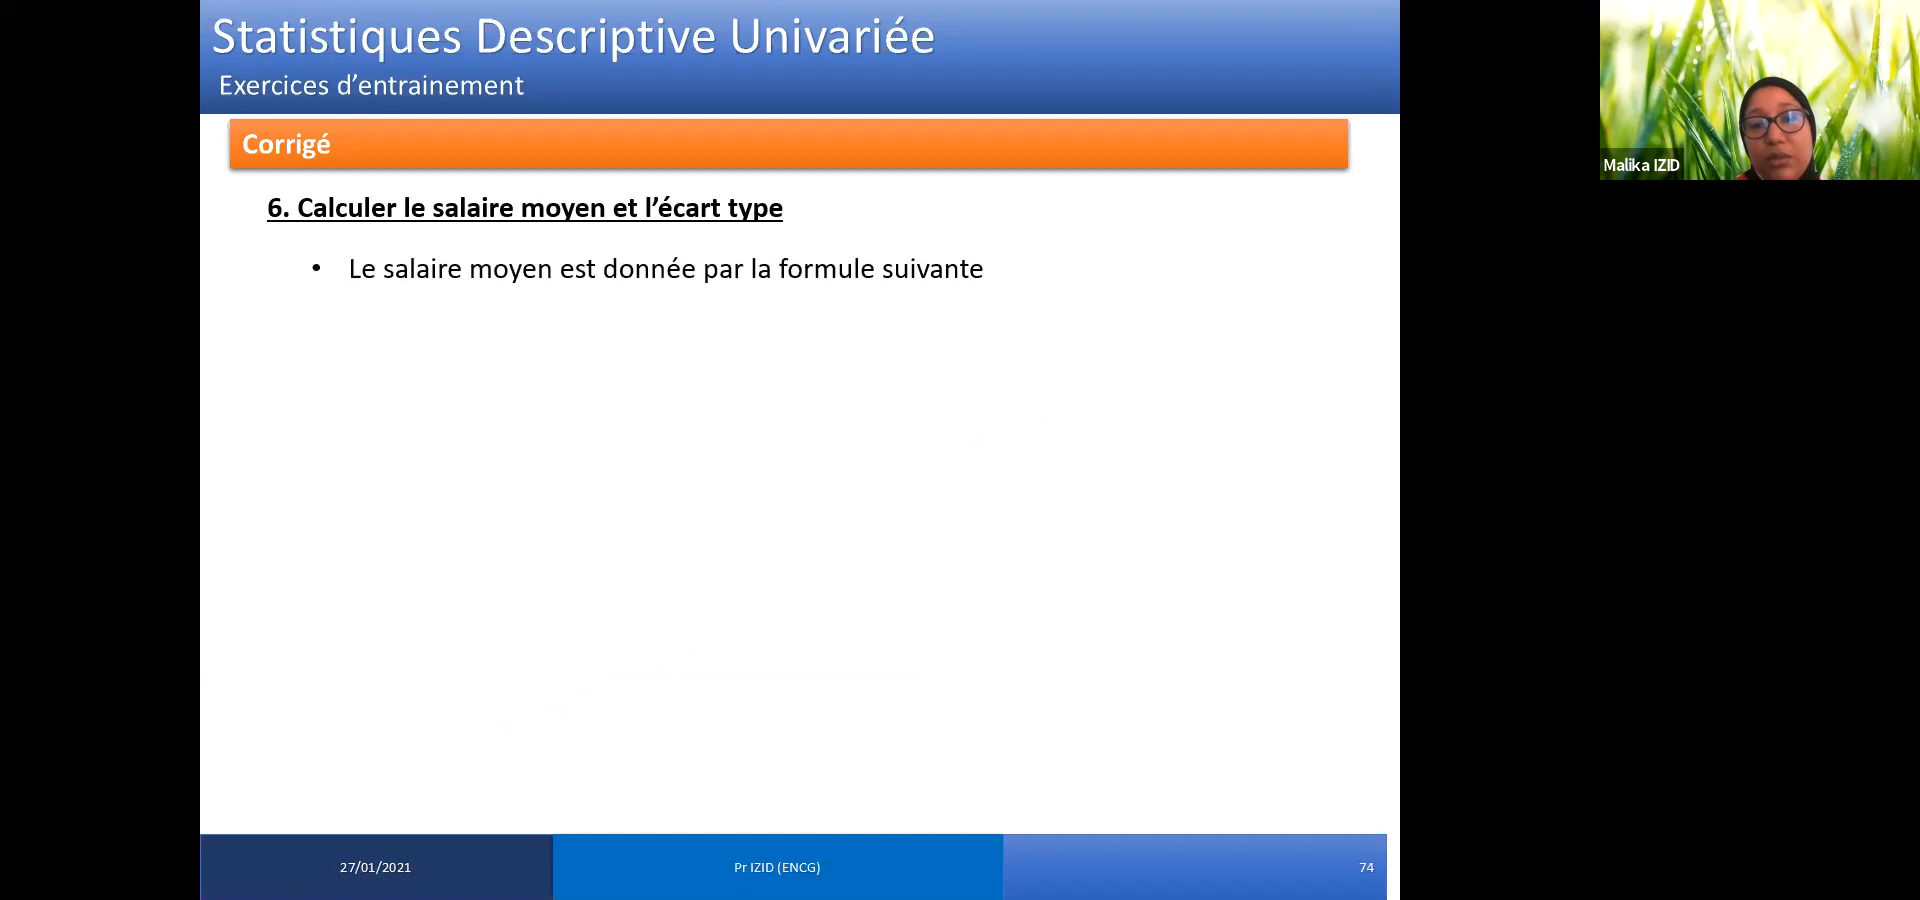 Statistiques Descriptive Univariée
Exercices d’entrainement
Corrigé
6. Calculer le salaire moyen et l’écart type
• Le salaire moyen est donnée par la formule suivante
Malika IZID
27/01/2021
Pr IZID (ENCG)
74